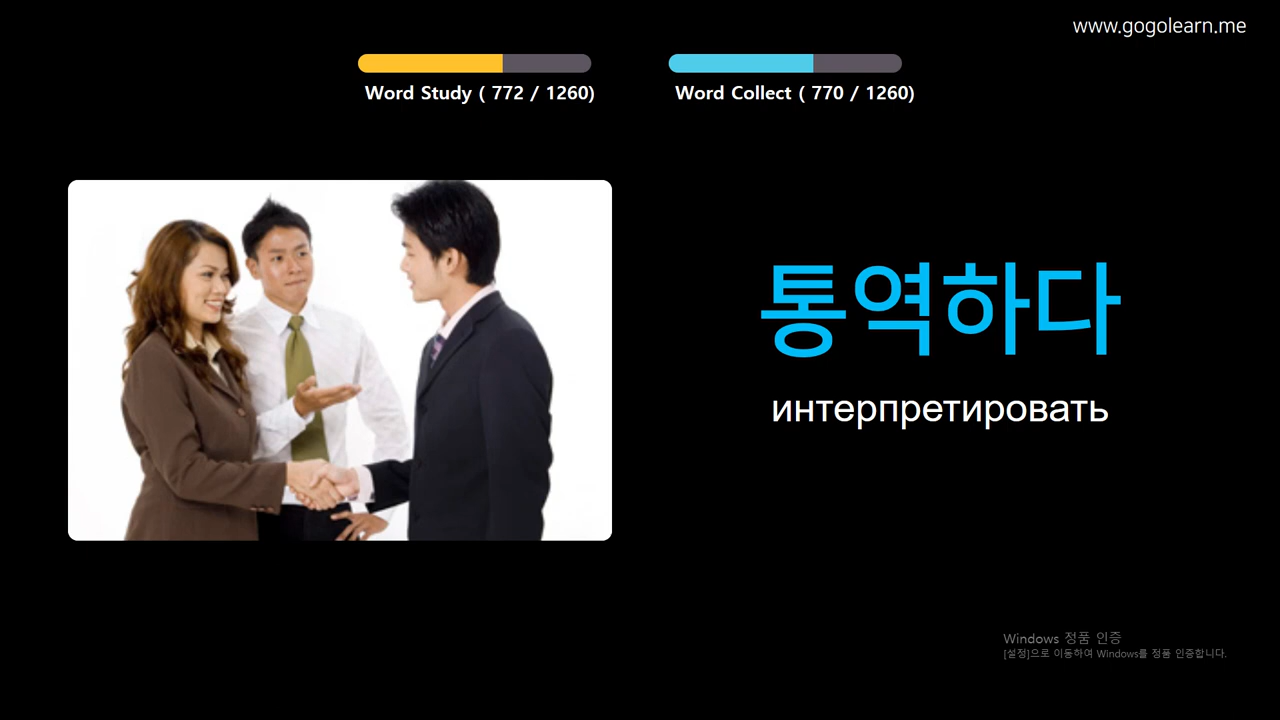 www.gogolearn.me
Word Study ( 772 / 1260)
Word Collect ( 770 / 1260)
통역하다
интерпретировать
Windows 정품 인증
[설정]으로 이동하여 Windows를 정품 인증합니다.